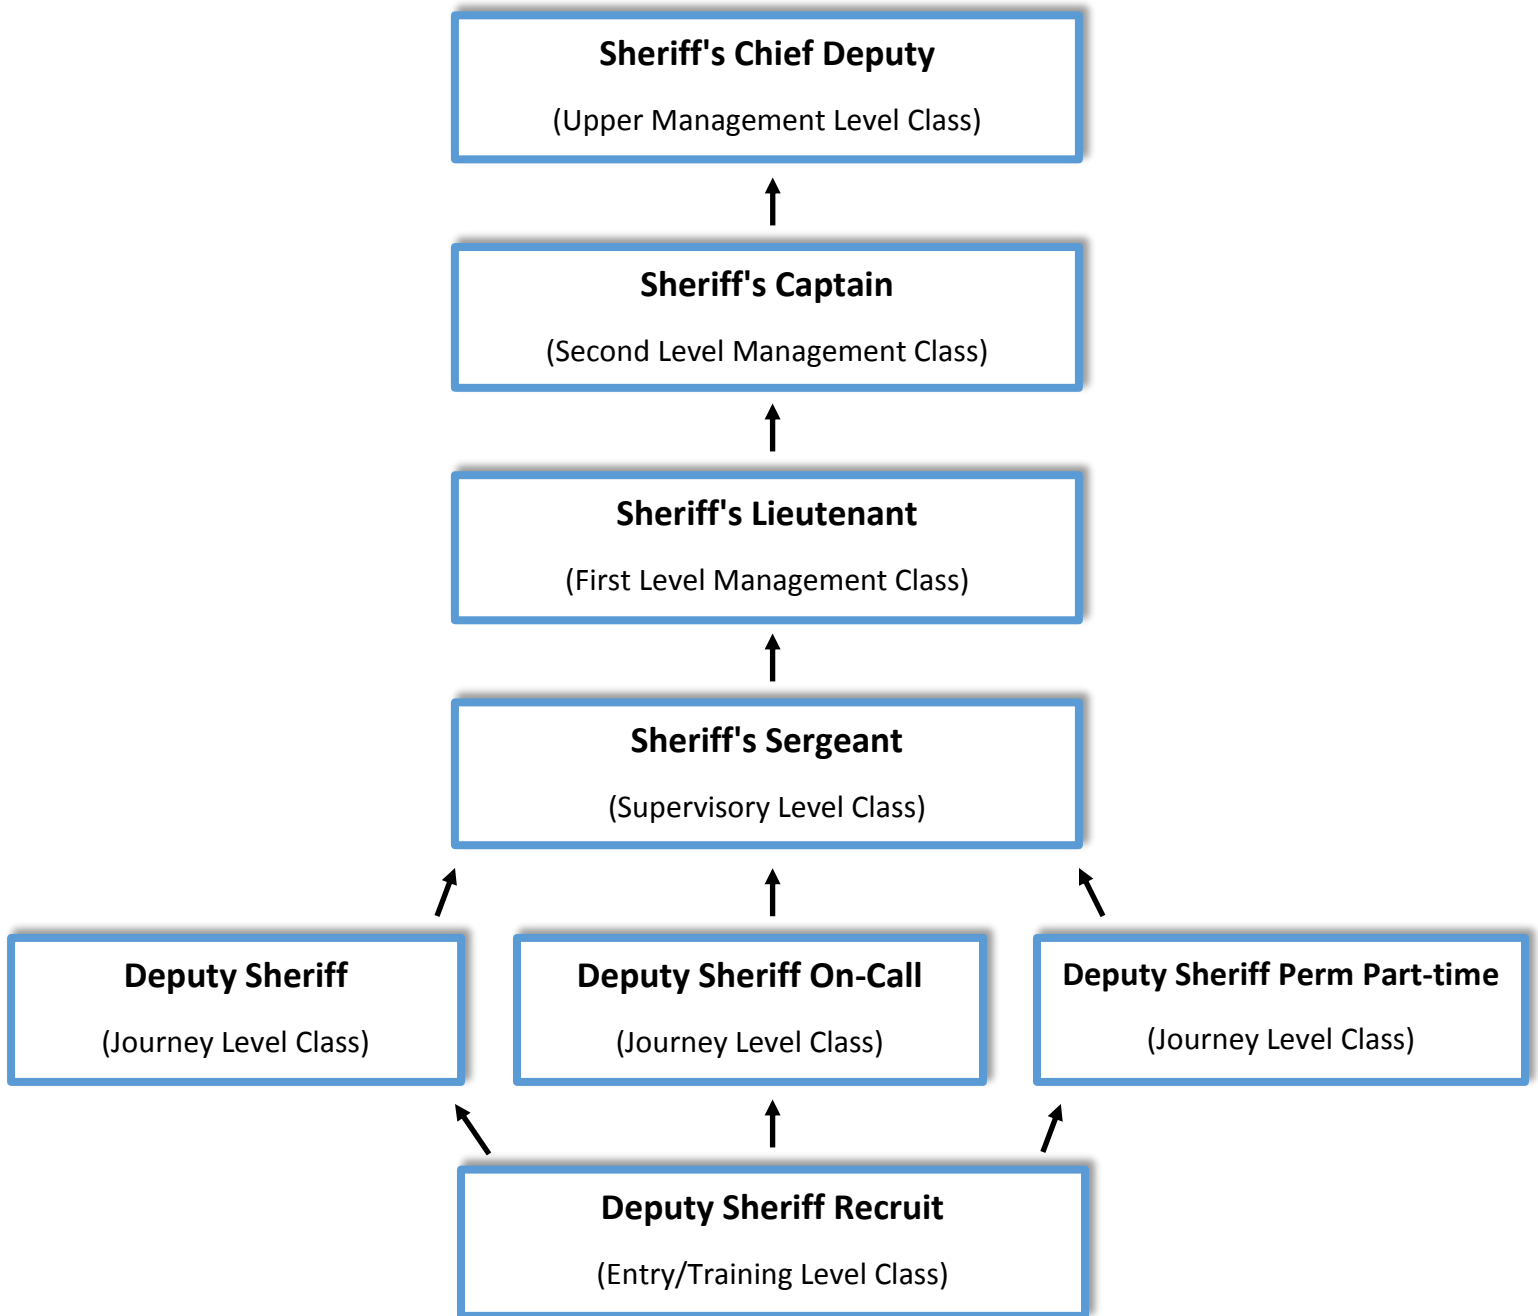 Sheriff's Chief Deputy
(Upper Management Level Class)
Sheriff's Captain
(Second Level Management Class)
Sheriff's Lieutenant
(First Level Management Class)
Sheriff's Sergeant
(Supervisory Level Class)
Deputy Sheriff
(Journey Level Class)
Deputy Sheriff On-Call
(Journey Level Class)
Deputy Sheriff Perm Part-time
(Journey Level Class)
Deputy Sheriff Recruit
(Entry/Training Level Class)